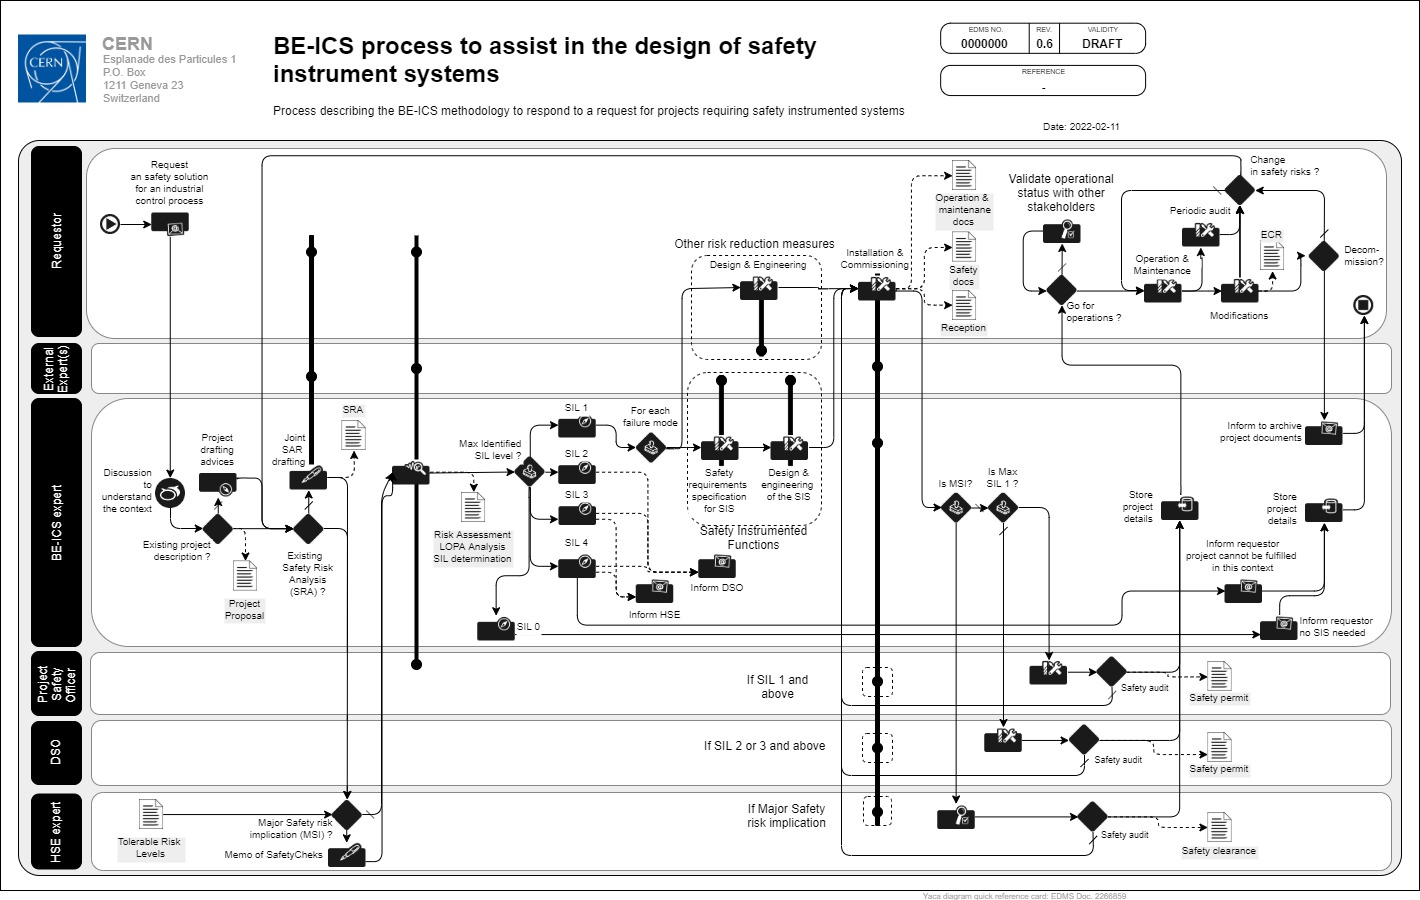 CERN
CERN
Esplanade des Particules 1
P.O. Box
1211 Geneva 23
Switzerland
BE-ICS process to assist in the design of safety
instrument systems
Process describing the BE-ICS methodology to respond to a request for projects requiring safety instrumented systems
EDMS NO.
REV.
VALIDITY
0000000
0.6
DRAFT
REFERENCE
-
Date: 2022-02-11
Requestor
Request
an safety solution
for an industrial
control process
Other risk reduction measures
Design & Engineering
Installation &
Commissioning
Operation &
maintenane
docs
Safety
docs
Reception
Validate operational
status with other
stakeholders
Go for
operations ?
Operation &
Maintenance
Periodic audit
Modifications
ECR
Change
in safety risks ?
Decom-
mission?
External
Expert(s)
BE-ICS expert
Discussion
to
understand
the context
Project
drafting
advices
Existing project
description ?
Project
Proposal
Joint
SAR
drafting
SRA
Existing
Safety Risk
Analysis
(SRA) ?
Max Identified
SIL level ?
Risk Assessment
LOPA Analysis
SIL determination
SIL 1
SIL 2
SIL 3
SIL 4
SIL 0
For each
failure mode
Inform DSO
Inform HSE
Safety
requirements
specification
for SIS
Design &
engineering
of the SIS
Safety Instrumented
Functions
Is MSI?
Is Max
SIL 1 ?
Store
project
details
Inform to archive
project documents
Store
project
details
Inform requestor
project cannot be fulfilled
in this context
Inform requestor
no SIS needed
Project
Safety
Officer
If SIL 1 and
above
Safety audit
Safety permit
DSO
If SIL 2 or 3 and above
Safety audit
Safety permit
HSE expert
Tolerable Risk
Levels
Major Safety risk
implication (MSI) ?
Memo of SafetyCheks
If Major Safety
risk implication
Safety audit
Safety clearance
Yaca diagram quick reference card: EDMS Doc. 2266859